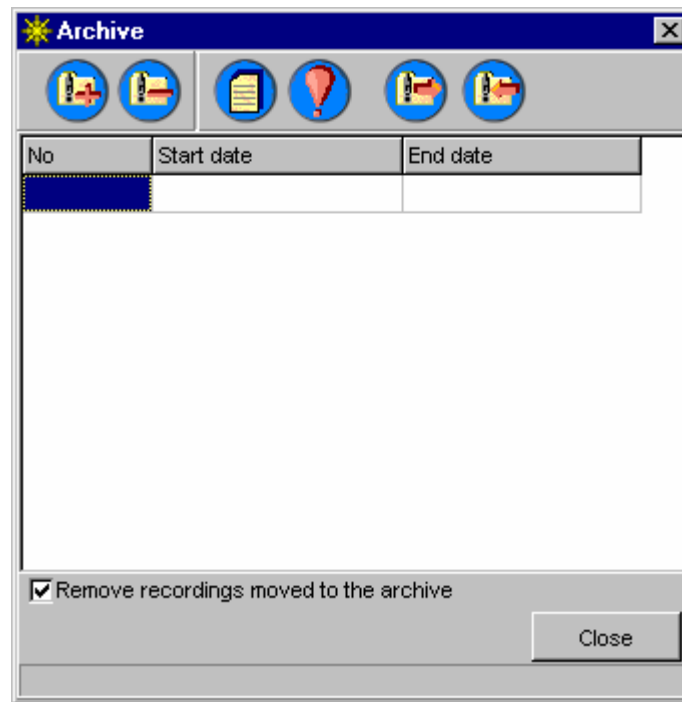 Archive
No Start date End date
Remove recordings moved to the archive
Close